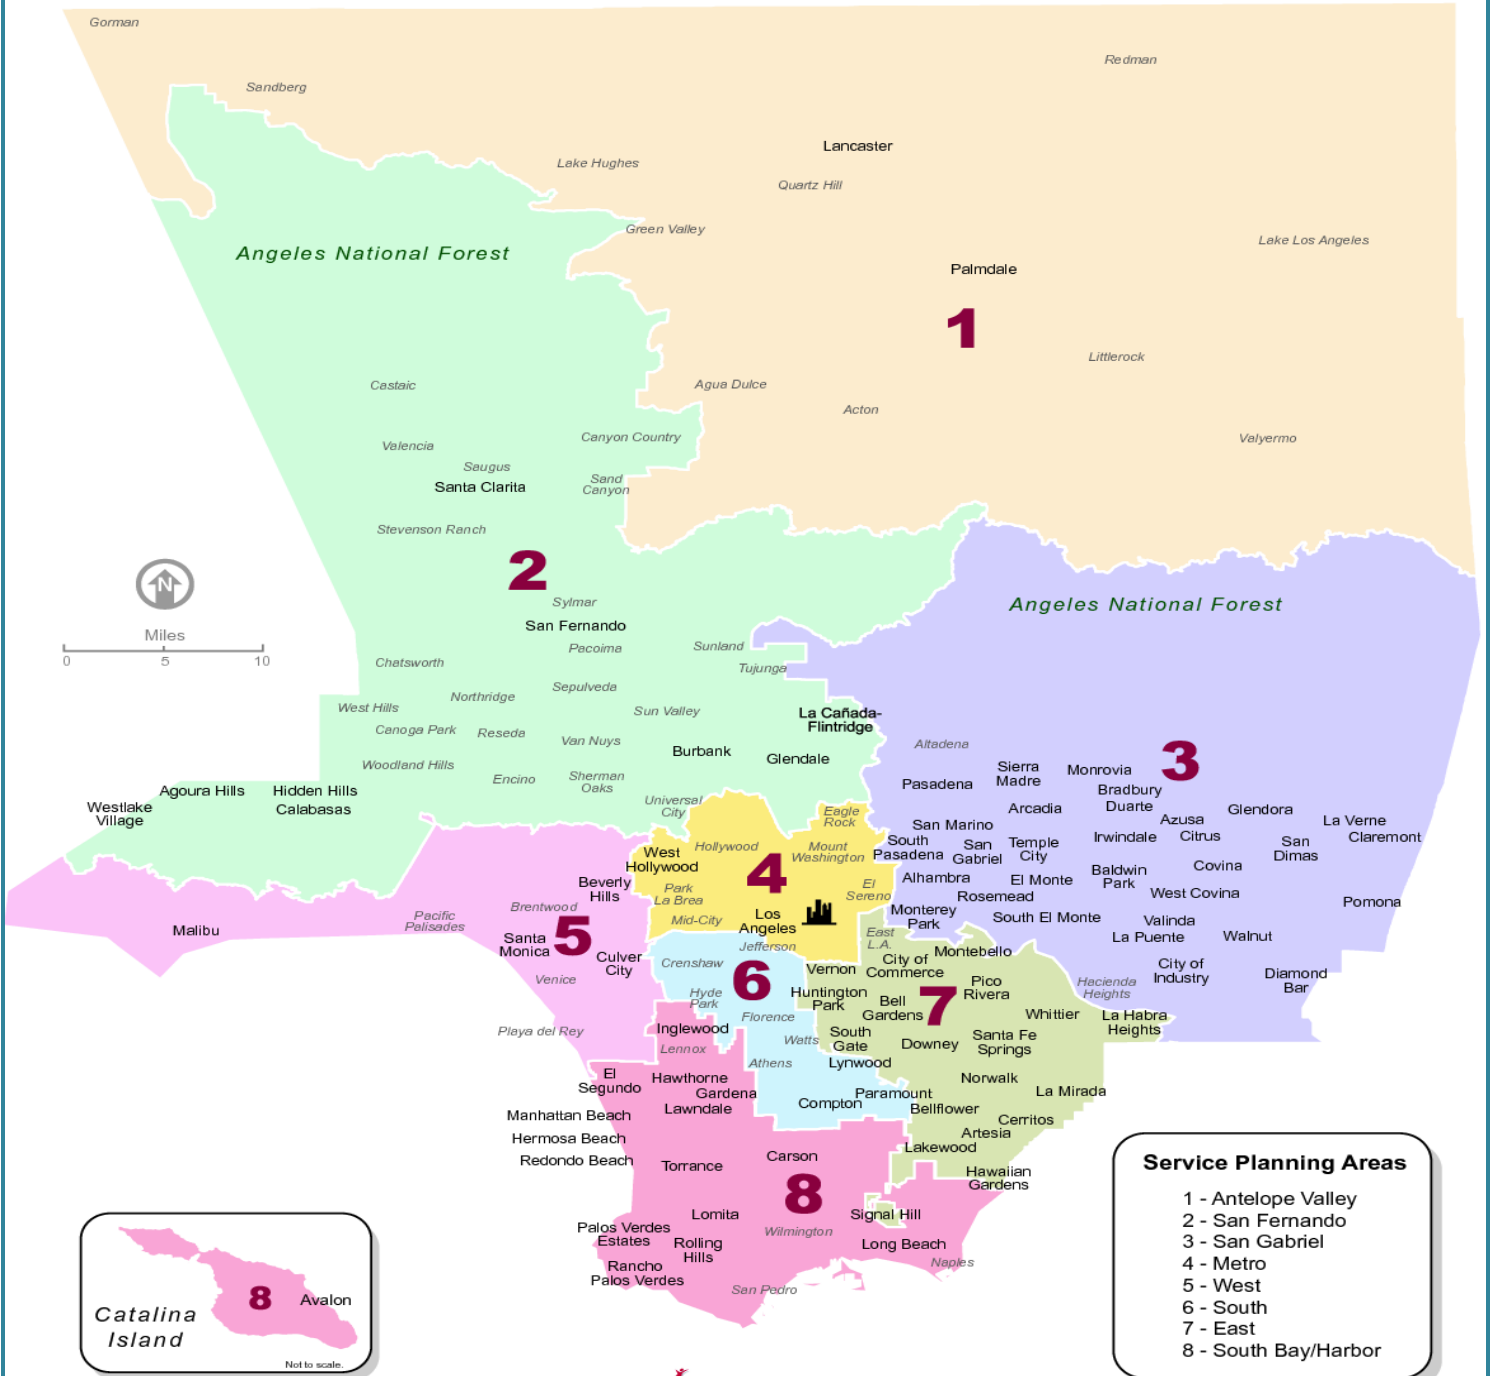 Gorman
Redman
Sandberg
Lancaster
Lake Hughes
Quartz Hill
Green Valley
Lake Los Angeles
Angeles National Forest
Palmdale
1
Littlerock
Castaic
Agua Dulce
Acton
Canyon Country
Valyermo
Valencia
Saugus
Santa Clarita
Sand
Canyon
Stevenson Ranch
2
N
Miles
0 5 10
Sylmar
San Fernando
Pacoima
Angeles National Forest
Sunland
Chatsworth
Tujunga
Sepulveda
Northridge
West Hills
Sun Valley
La Cañada-
Flintridge
Canoga Park
Reseda
Van Nuys
Burbank
Glendale
Altadena
3
Woodland Hills
Encino
Sherman
Oaks
Pasadena
Sierra
Madre
Monrovia
Bradbury
Duarte
Agoura Hills
Hidden Hills
Calabasas
Westlake
Village
Universal
City
Eagle
Rock
Arcadia
Glendora
Azusa
La Verne
San Marino
Irwindale
Citrus
Claremont
South
Pasadena
San
Gabriel
Temple
City
San
Dimas
Hollywood
Mount
Washington
West
Hollywood
4
Covina
Baldwin
Park
Alhambra
El Monte
Beverly
Hills
Park
La Brea
El
Sereno
Rosemead
West Covina
Pomona
Brentwood
Monterey
Park
South El Monte
Valinda
Mid-City
Los
Angeles
Pacific
Palisades
Malibu
5
Santa
Monica
East
L.A.
La Puente
Walnut
Jefferson
Montebello
Culver
City
Crenshaw
6
Vernon
City of
Commerce
City of
Industry
Diamond
Bar
Venice
Hyde
Park
Huntington
Park
Bell
Gardens
7
Pico
Rivera
Hacienda
Heights
Florence
Whittier
La Habra
Heights
Playa del Rey
Inglewood
Lennox
Watts
South
Gate
Downey
Santa Fe
Springs
Athens
Lynwood
El
Segundo
Hawthorne
Gardena
Lawndale
Norwalk
La Mirada
Compton
Paramount
Bellflower
Manhattan Beach
Cerritos
Artesia
Hermosa Beach
Lakewood
Redondo Beach
Torrance
Carson
Hawaiian
Gardens
8
Lomita
Signal Hill
Wilmington
Palos Verdes
Estates
Rolling
Hills
Long Beach
Naples
Rancho
Palos Verdes
San Pedro
Catalina
Island
8
Avalon
Not to scale.
Service Planning Areas
1 - Antelope Valley
2 - San Fernando
3 - San Gabriel
4 - Metro
5 - West
6 - South
7 - East
8 - South Bay/Harbor